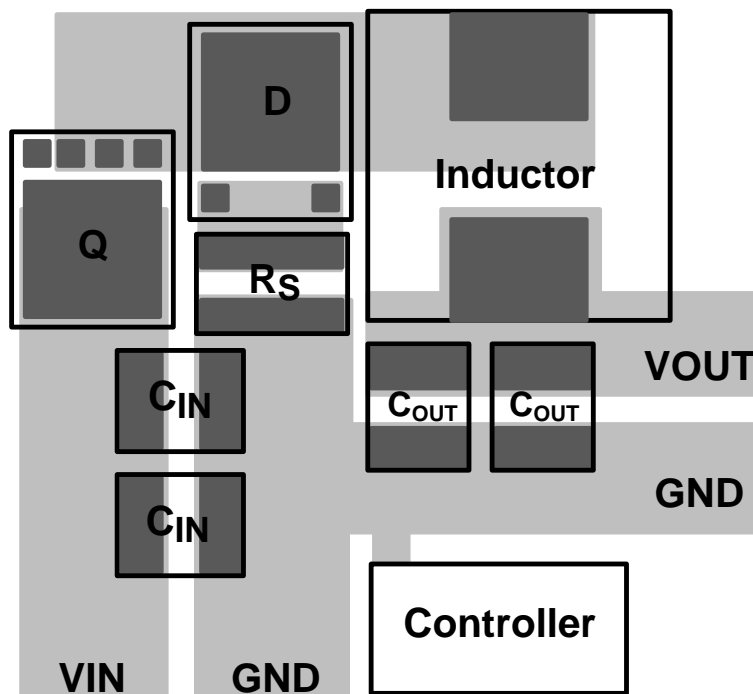 D
Inductor
Q
RS
VOUT
CIN
COUT
COUT
GND
CIN
Controller
VIN
GND